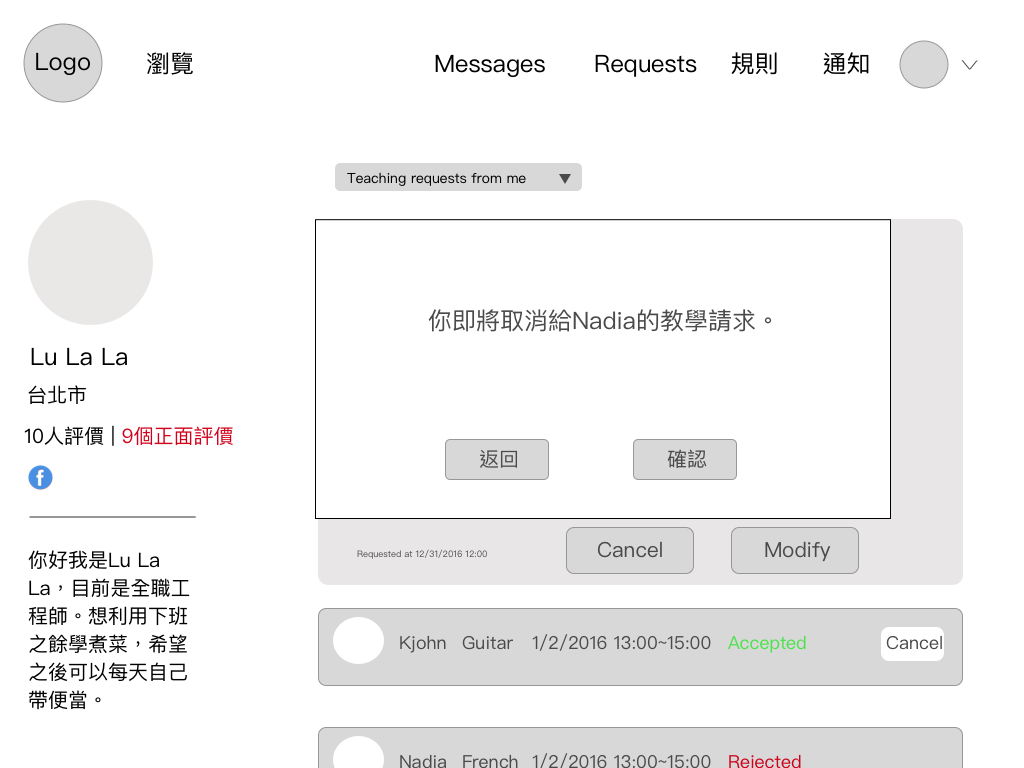 Logo
瀏覽
Messages
Requests
規則
通知
Teaching requests from me
你即將取消給Nadia的教學請求。
返回
確認
Lu La La
台北市
10人評價 | 9個正面評價
f
你好我是Lu La
La，目前是全職工
程師。想利用下班
之餘學煮菜，希望
之後可以每天自己
帶便當。
Requested at 12/31/2016 12:00
Cancel
Modify
Kjohn Guitar 1/2/2016 13:00~15:00 Accepted
Cancel
Nadia French 1/2/2016 13:00~15:00 Rejected